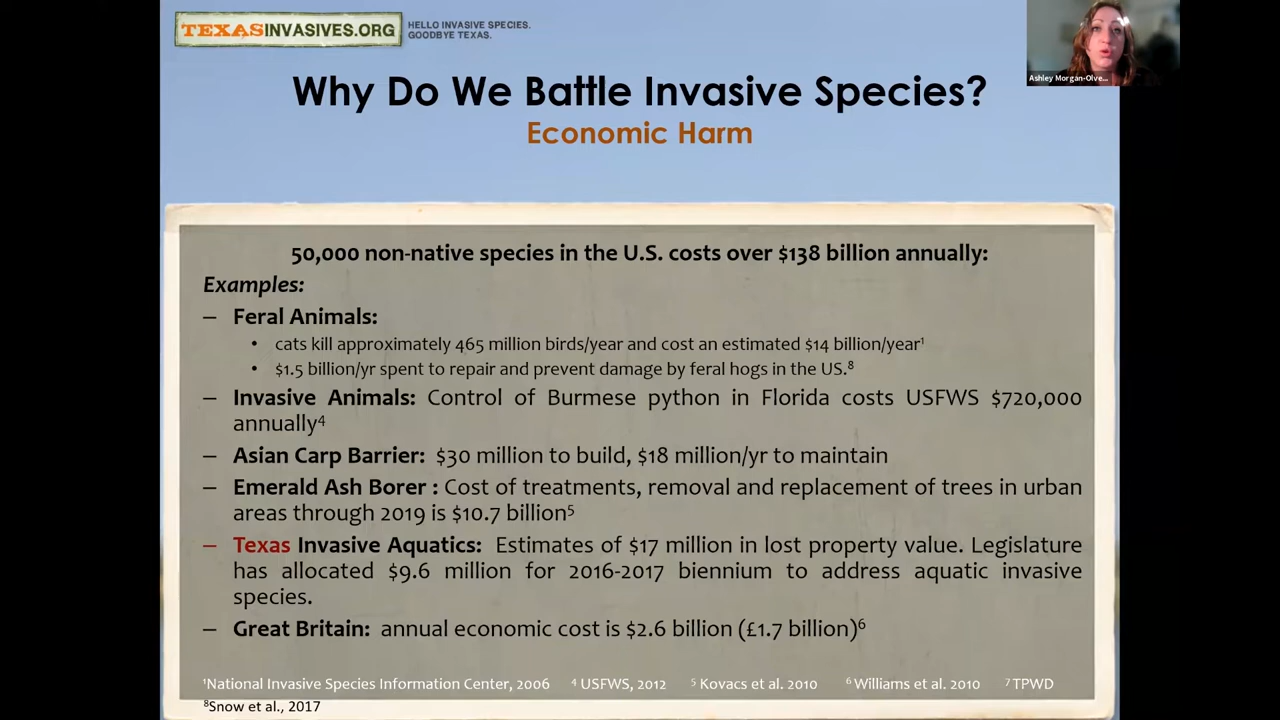 TEXASINVASIVES.ORG
HELLO INVASIVE SPECIES.
GOODBYE TEXAS.
Ashley Morgan-Olve...
Why Do We Battle Invasive Species?
Economic Harm
50,000 non-native species in the U.S. costs over $138 billion annually:
Examples:
– Feral Animals:
• cats kill approximately 465 million birds/year and cost an estimated $14 billion/year¹
• $1.5 billion/yr spent to repair and prevent damage by feral hogs in the US.⁸
– Invasive Animals: Control of Burmese python in Florida costs USFWS $720,000
annually⁴
– Asian Carp Barrier: $30 million to build, $18 million/yr to maintain
– Emerald Ash Borer : Cost of treatments, removal and replacement of trees in urban
areas through 2019 is $10.7 billion⁵
– Texas Invasive Aquatics: Estimates of $17 million in lost property value. Legislature
has allocated $9.6 million for 2016-2017 biennium to address aquatic invasive
species.
– Great Britain: annual economic cost is $2.6 billion (£1.7 billion)⁶
¹National Invasive Species Information Center, 2006 ⁴ USFWS, 2012 ⁵ Kovacs et al. 2010 ⁶ Williams et al. 2010 ⁷ TPWD
⁸Snow et al., 2017